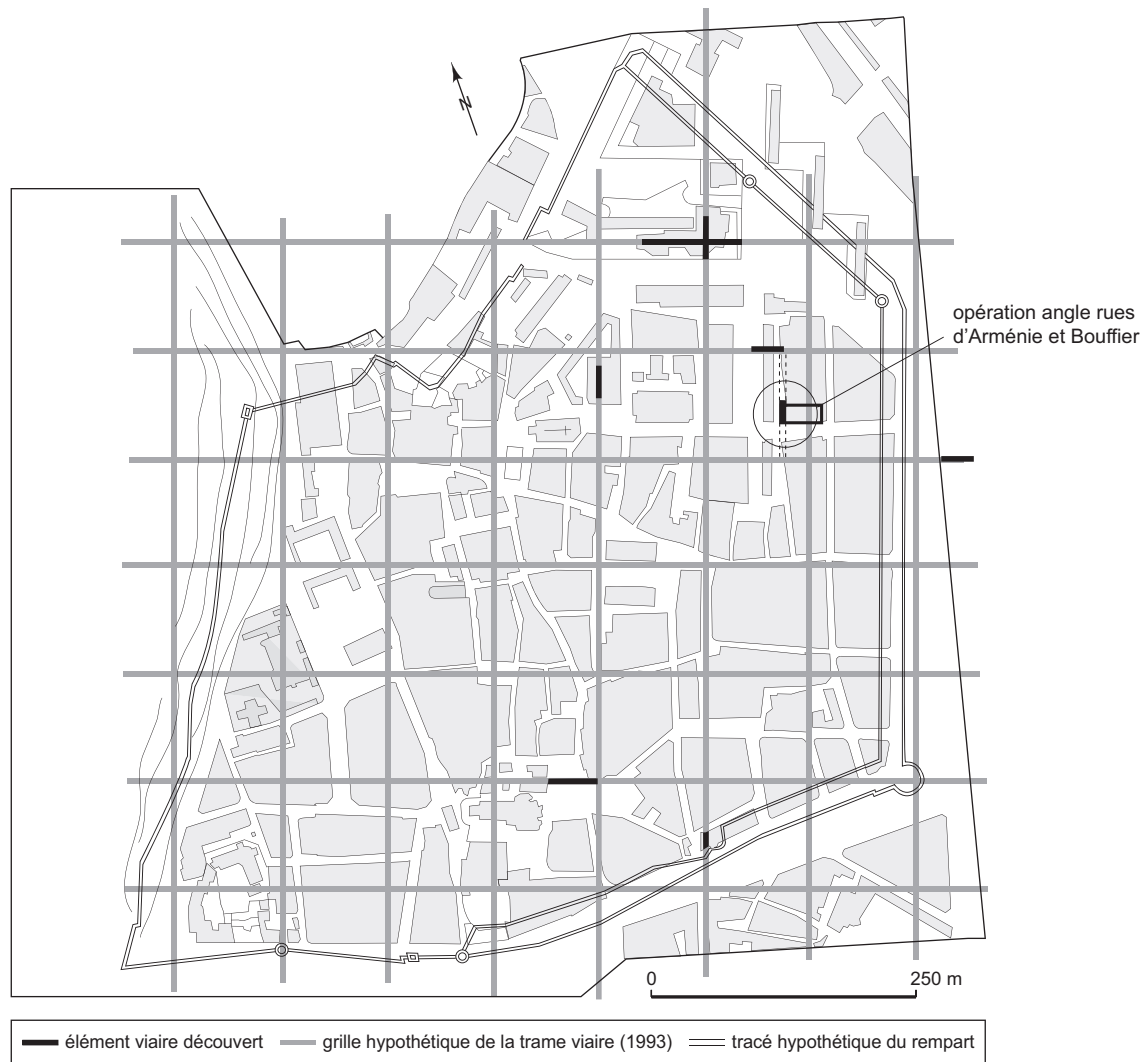 N
opération angle rues
d'Arménie et Bouffier
0 250 m
élément viaire découvert grille hypothétique de la trame viaire (1993) tracé hypothétique du rempart